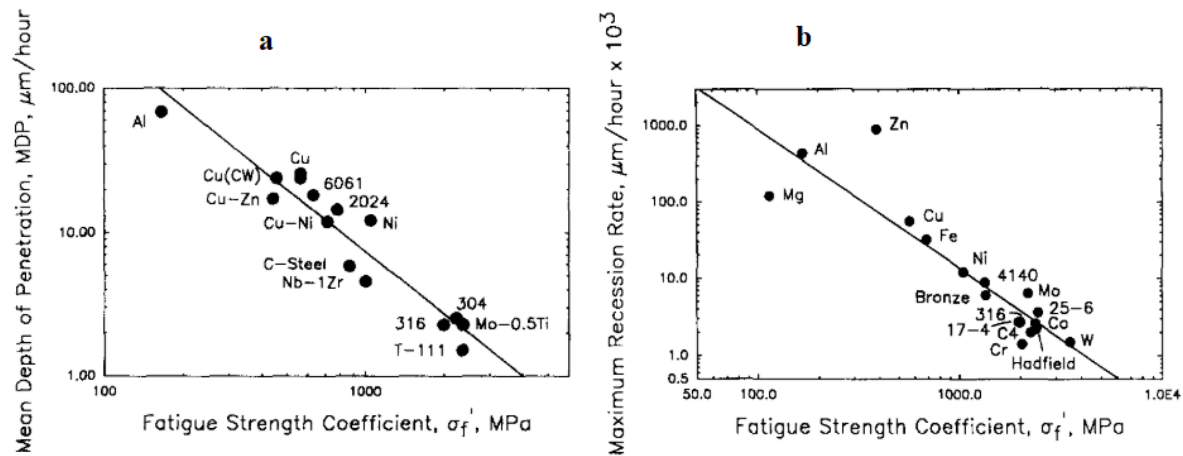 a
Mean Depth of Penetration, MDP, μm/hour
100.00
10.00
1.00
Al
Cu
Cu(CW)
6061
Cu-Zn
2024
Cu-Ni
Ni
C-Steel
Nb-1Zr
304
316
Mo-0.5Ti
T-111
100
1000
Fatigue Strength Coefficient, σf', MPa
b
Maximum Recession Rate, μm/hour x 10³
1000.0
100.0
10.0
1.0
0.5
Zn
Al
Mg
Cu
Fe
Ni
4140
Bronze
Mo
25-6
316
Co
17-4
C4
W
Cr
Hadfield
50.0
100.0
1000.0
1.0E4
Fatigue Strength Coefficient, σf', MPa